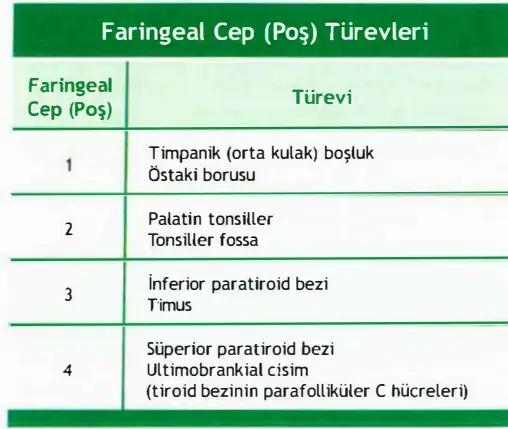 Faringeal Cep (Poş) Türevleri
Faringeal
Cep (Poş)
Türevi
1
Timpanik (orta kulak) boşluk
Östaki borusu
2
Palatin tonsiller
Tonsiller fossa
3
İnferior paratiroid bezi
Timus
4
Süperior paratiroid bezi
Ultimobrankial cisim
(tiroid bezinin parafolliküler C hücreleri)